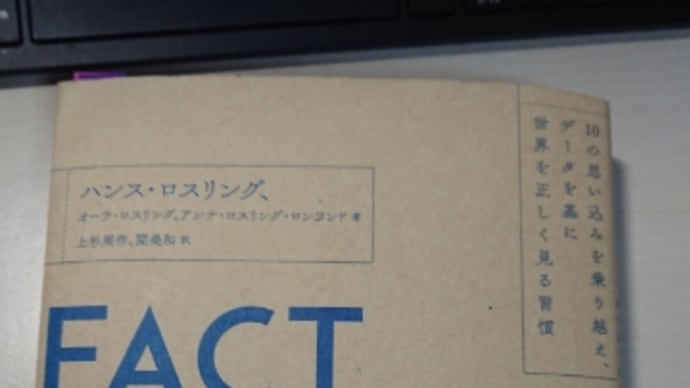 ハンス・ロスリング、
オーラ・ロスリング、アンナ・ロスリング・ロンランド 著
上杉周作、関美和 訳
10の思い込みを乗り越え、
データを基に
世界を正しく見る習慣
FACT